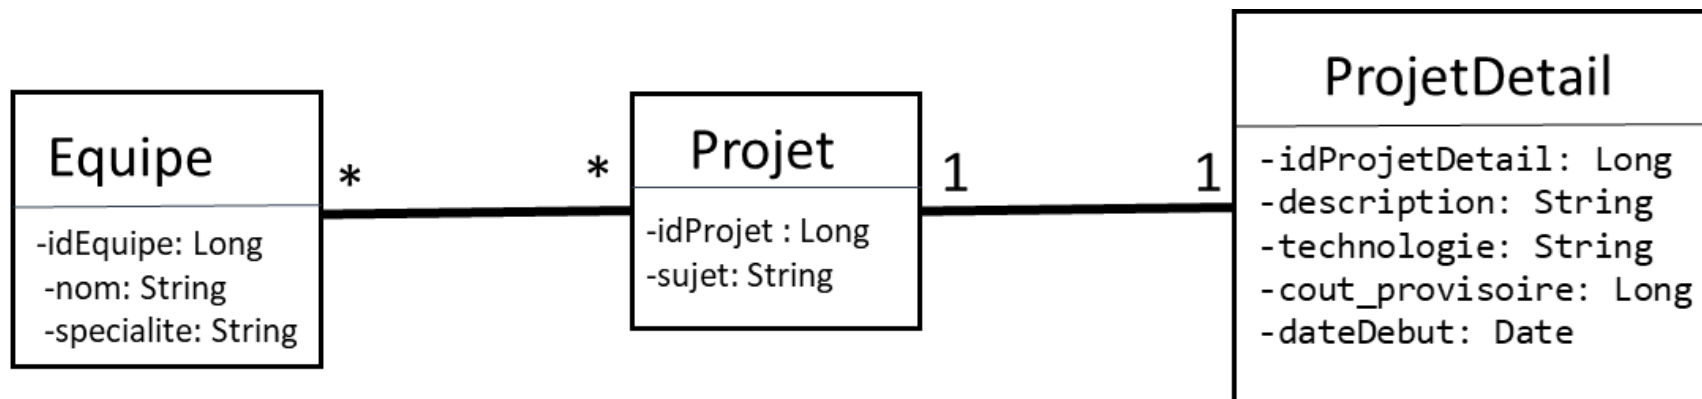 Equipe
-idEquipe: Long
-nom: String
-specialite: String
*
*
Projet
-idProjet : Long
-sujet: String
1
1
ProjetDetail
-idProjetDetail: Long
-description: String
-technologie: String
-cout_provisoire: Long
-dateDebut: Date